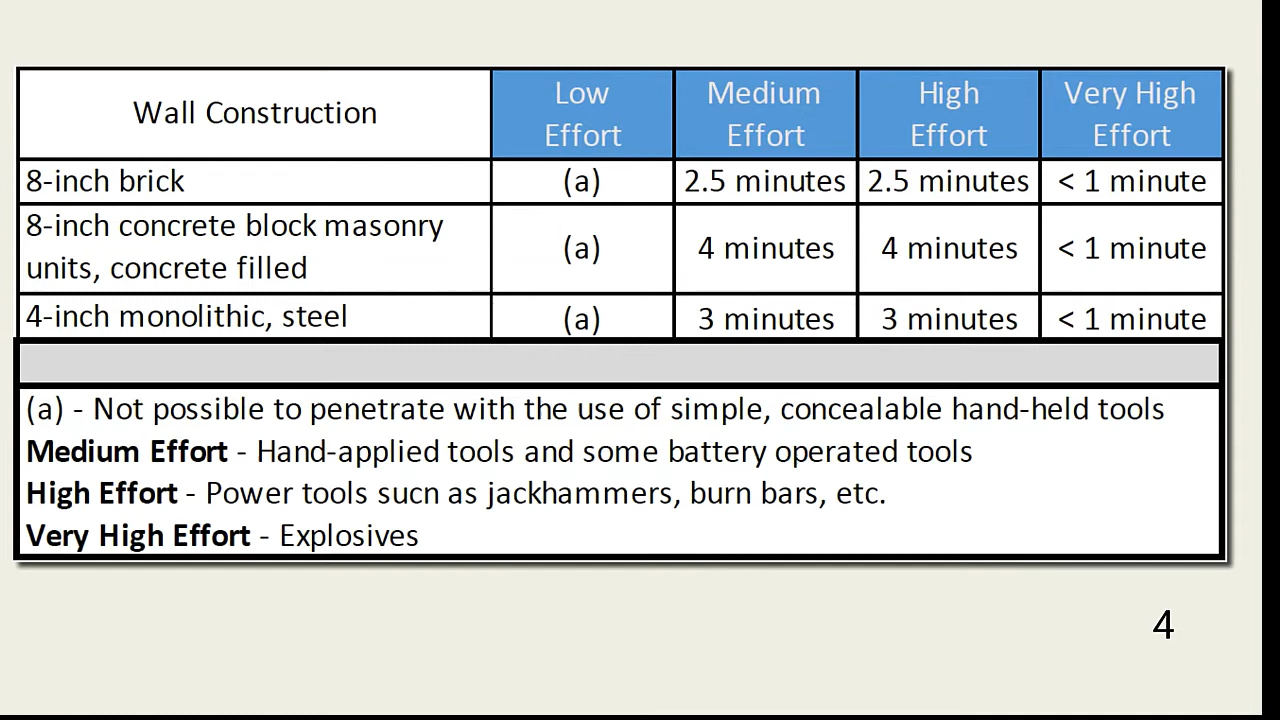 Wall Construction
Low Effort
Medium Effort
High Effort
Very High Effort
8-inch brick (a) 2.5 minutes 2.5 minutes < 1 minute
8-inch concrete block masonry
units, concrete filled (a) 4 minutes 4 minutes < 1 minute
4-inch monolithic, steel (a) 3 minutes 3 minutes < 1 minute
(a) - Not possible to penetrate with the use of simple, concealable hand-held tools
Medium Effort - Hand-applied tools and some battery operated tools
High Effort - Power tools sucn as jackhammers, burn bars, etc.
Very High Effort - Explosives
4